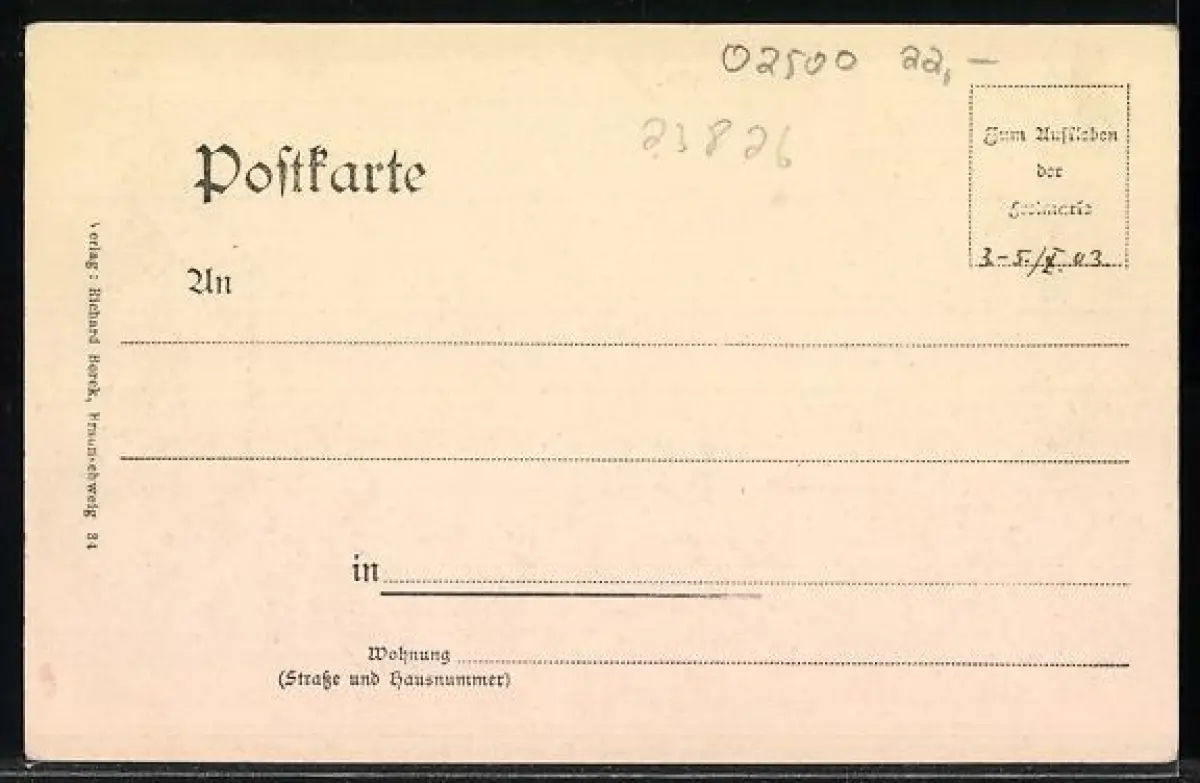 02500 22,—
23826
Zum Aufkleben
der
Freimarke
3-5./X. 03.
Postkarte
An
Verlag: Richard Borek, Braunschweig 34
in
Wohnung
(Straße und Hausnummer)